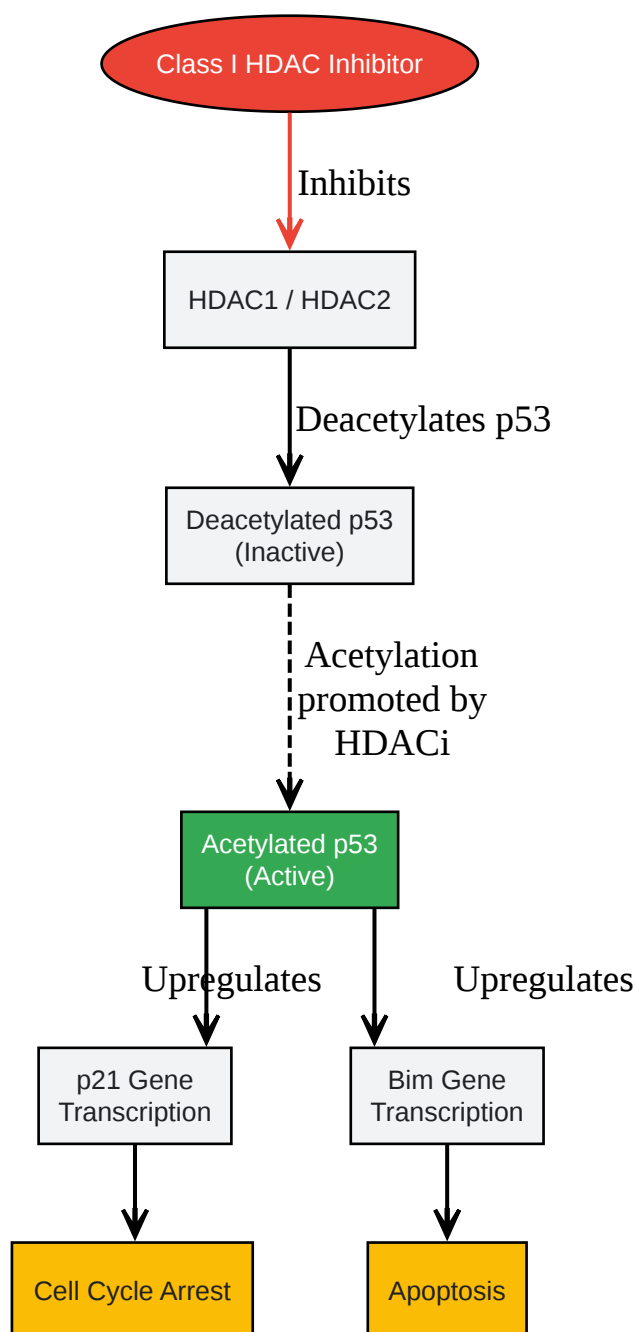 Class I HDAC Inhibitor
Inhibits
HDAC1 / HDAC2
Deacetylates p53
Deacetylated p53
(Inactive)
Acetylation
promoted by
HDACi
Acetylated p53
(Active)
Upregulates
Upregulates
p21 Gene
Transcription
Bim Gene
Transcription
Cell Cycle Arrest
Apoptosis